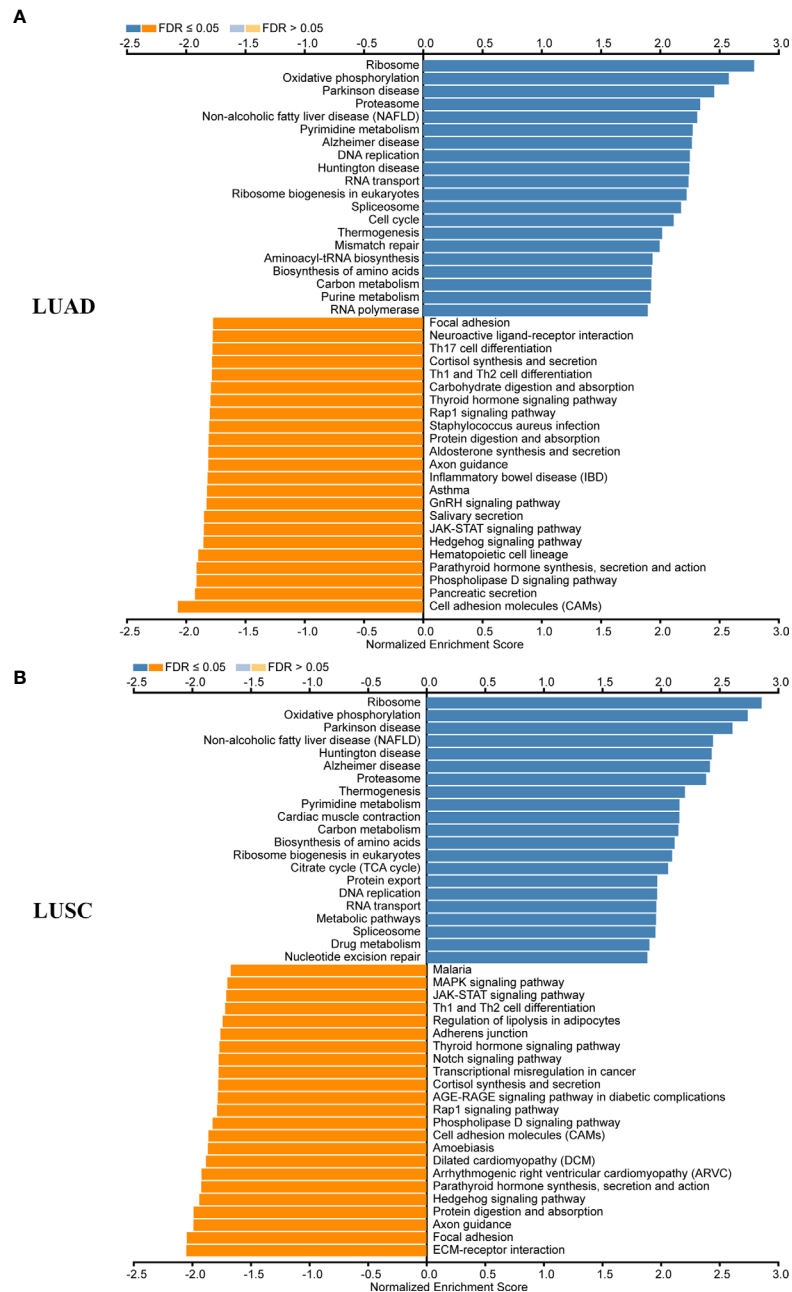 A
FDR ≤ 0.05 FDR > 0.05
-2.5 -2.0 -1.5 -1.0 -0.5 0.0 0.5 1.0 1.5 2.0 2.5 3.0
Ribosome
Oxidative phosphorylation
Parkinson disease
Proteasome
Non-alcoholic fatty liver disease (NAFLD)
Pyrimidine metabolism
Alzheimer disease
DNA replication
Huntington disease
RNA transport
Ribosome biogenesis in eukaryotes
Spliceosome
Cell cycle
Thermogenesis
Mismatch repair
Aminoacyl-tRNA biosynthesis
Biosynthesis of amino acids
Carbon metabolism
Purine metabolism
LUAD
RNA polymerase
Focal adhesion
Neuroactive ligand-receptor interaction
Th17 cell differentiation
Cortisol synthesis and secretion
Th1 and Th2 cell differentiation
Carbohydrate digestion and absorption
Thyroid hormone signaling pathway
Rap1 signaling pathway
Staphylococcus aureus infection
Protein digestion and absorption
Aldosterone synthesis and secretion
Axon guidance
Inflammatory bowel disease (IBD)
Asthma
GnRH signaling pathway
Salivary secretion
JAK-STAT signaling pathway
Hedgehog signaling pathway
Hematopoietic cell lineage
Parathyroid hormone synthesis, secretion and action
Phospholipase D signaling pathway
Pancreatic secretion
Cell adhesion molecules (CAMs)
-2.5 -2.0 -1.5 -1.0 -0.5 0.0 0.5 1.0 1.5 2.0 2.5 3.0
Normalized Enrichment Score
B
FDR ≤ 0.05 FDR > 0.05
-2.5 -2.0 -1.5 -1.0 -0.5 0.0 0.5 1.0 1.5 2.0 2.5 3.0
Ribosome
Oxidative phosphorylation
Parkinson disease
Non-alcoholic fatty liver disease (NAFLD)
Huntington disease
Alzheimer disease
Proteasome
Thermogenesis
Pyrimidine metabolism
Cardiac muscle contraction
Carbon metabolism
Biosynthesis of amino acids
Ribosome biogenesis in eukaryotes
Citrate cycle (TCA cycle)
Protein export
DNA replication
LUSC
RNA transport
Metabolic pathways
Spliceosome
Drug metabolism
Nucleotide excision repair
Malaria
MAPK signaling pathway
JAK-STAT signaling pathway
Th1 and Th2 cell differentiation
Regulation of lipolysis in adipocytes
Adherens junction
Thyroid hormone signaling pathway
Notch signaling pathway
Transcriptional misregulation in cancer
Cortisol synthesis and secretion
AGE-RAGE signaling pathway in diabetic complications
Rap1 signaling pathway
Phospholipase D signaling pathway
Cell adhesion molecules (CAMs)
Amoebiasis
Dilated cardiomyopathy (DCM)
Arrhythmogenic right ventricular cardiomyopathy (ARVC)
Parathyroid hormone synthesis, secretion and action
Hedgehog signaling pathway
Protein digestion and absorption
Axon guidance
Focal adhesion
ECM-receptor interaction
-2.5 -2.0 -1.5 -1.0 -0.5 0.0 0.5 1.0 1.5 2.0 2.5 3.0
Normalized Enrichment Score